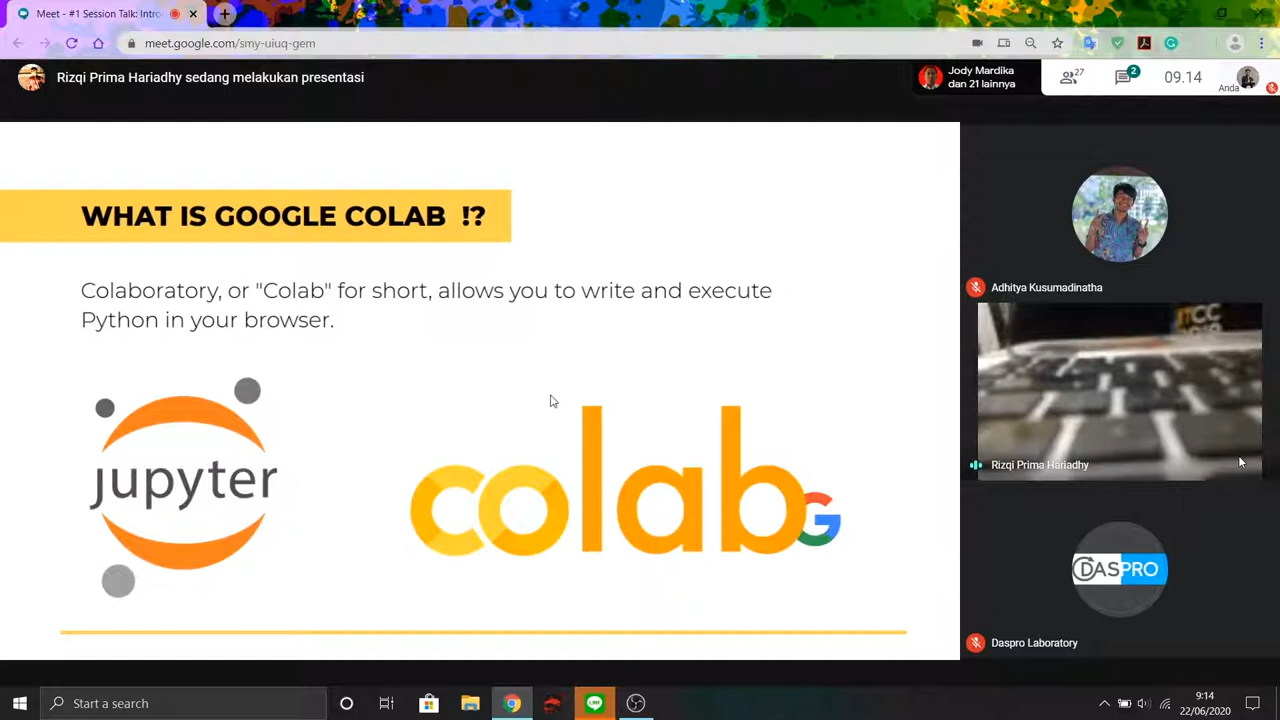 Meet - #1 Session Talk: Intro
meet.google.com/smy-uiuq-gem
Rizqi Prima Hariadhy sedang melakukan presentasi
Jody Mardika
dan 21 lainnya
27
2
09.14
Anda
WHAT IS GOOGLE COLAB !?
Colaboratory, or "Colab" for short, allows you to write and execute
Python in your browser.
jupyter
colab
G
Adhitya Kusumadinatha
ITCC
Rizqi Prima Hariadhy
DASPRO
Daspro Laboratory
Start a search
LINE
9:14
22/06/2020